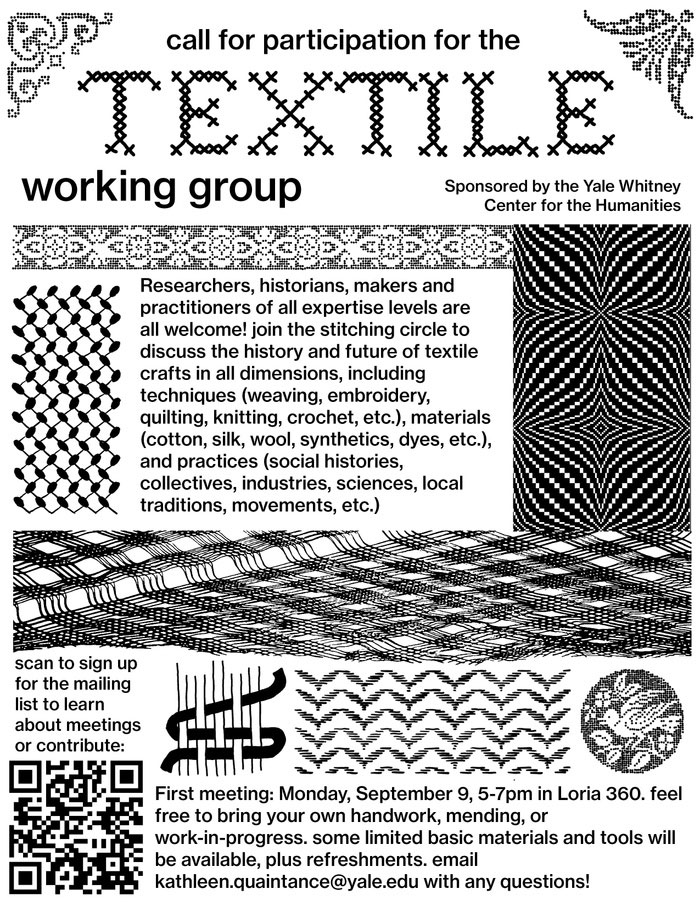 call for participation for the
TEXTILE
working group
Sponsored by the Yale Whitney
Center for the Humanities
Researchers, historians, makers and
practitioners of all expertise levels are
all welcome! join the stitching circle to
discuss the history and future of textile
crafts in all dimensions, including
techniques (weaving, embroidery,
quilting, knitting, crochet, etc.), materials
(cotton, silk, wool, synthetics, dyes, etc.),
and practices (social histories,
collectives, industries, sciences, local
traditions, movements, etc.)
scan to sign up
for the mailing
list to learn
about meetings
or contribute:
First meeting: Monday, September 9, 5-7pm in Loria 360. feel
free to bring your own handwork, mending, or
work-in-progress. some limited basic materials and tools will
be available, plus refreshments. email
kathleen.quaintance@yale.edu with any questions!